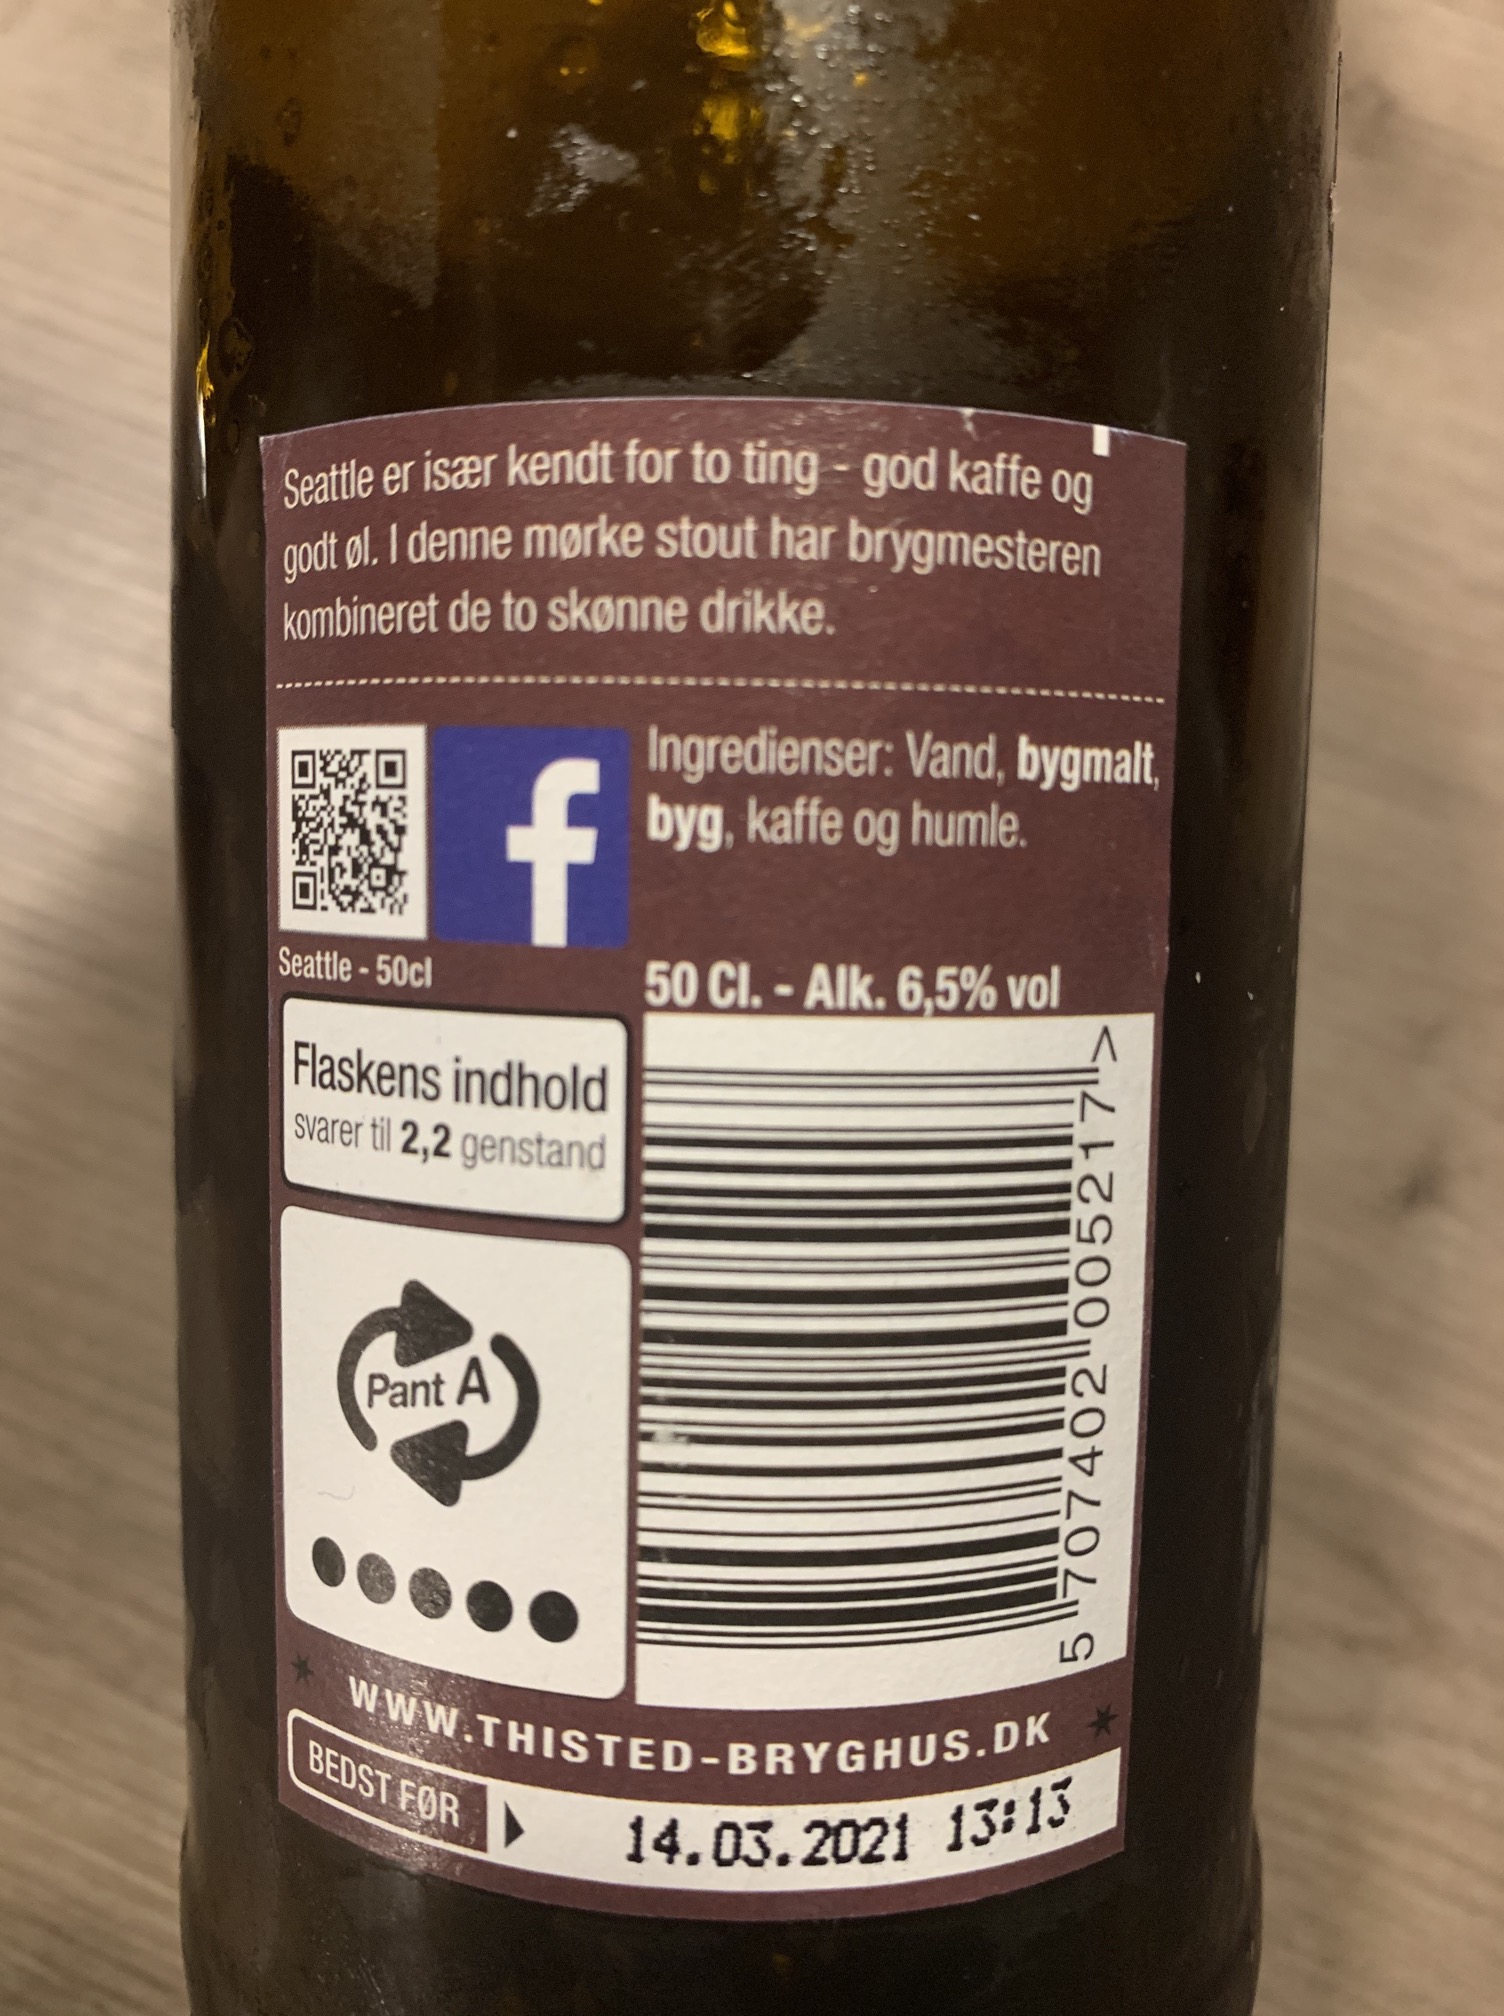 Seattle er især kendt for to ting - god kaffe og
godt øl. I denne mørke stout har brygmesteren
kombineret de to skønne drikke.
Ingredienser: Vand, bygmalt,
byg, kaffe og humle.
Seattle - 50cl
50 Cl. - Alk. 6,5% vol
Flaskens indhold
svarer til 2,2 genstand
Pant A
5 707402 005217 >
WWW.THISTED-BRYGHUS.DK
BEDST FØR
14.03.2021 13:13